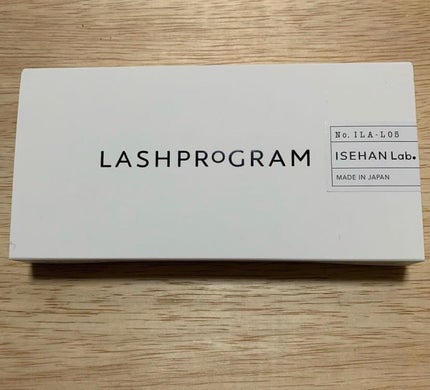 LASHPROGRAM
No. ILA-L05
ISEHAN Lab.
MADE IN JAPAN